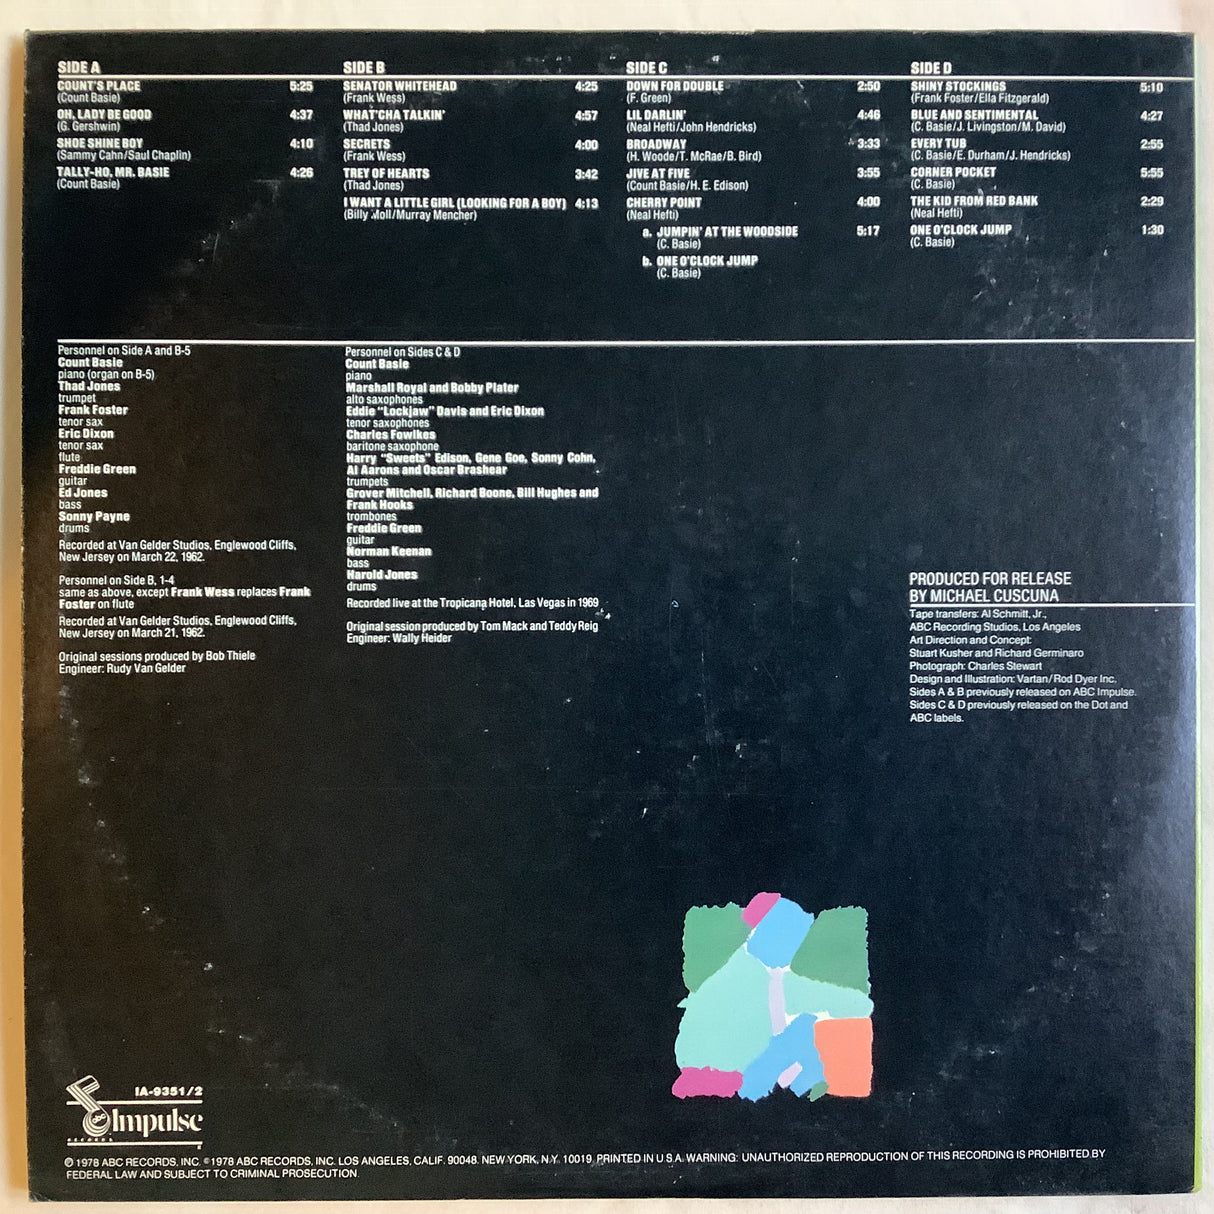 SIDE A
COUNT'S PLACE 5:25
(Count Basie)
OH, LADY BE GOOD 4:37
(G. Gershwin)
SHOE SHINE BOY 4:10
(Sammy Cahn/Saul Chaplin)
TALLY-HO, MR. BASIE 4:26
(Count Basie)
SIDE B
SENATOR WHITEHEAD 4:25
(Frank Wess)
WHAT'CHA TALKIN' 4:57
(Thad Jones)
SECRETS 4:00
(Frank Wess)
TREY OF HEARTS 3:42
(Thad Jones)
I WANT A LITTLE GIRL (LOOKING FOR A BOY) 4:13
(Billy Moll/Murray Mencher)
SIDE C
DOWN FOR DOUBLE 2:50
(F. Green)
LIL DARLIN' 4:46
(Neal Hefti/John Hendricks)
BROADWAY 3:33
(H. Woode/T. McRae/B. Bird)
JIVE AT FIVE 3:55
(Count Basie/H. E. Edison)
CHERRY POINT 4:00
(Neal Hefti)
a. JUMPIN' AT THE WOODSIDE 5:17
(C. Basie)
b. ONE O'CLOCK JUMP
(C. Basie)
SIDE D
SHINY STOCKINGS 5:10
(Frank Foster/Ella Fitzgerald)
BLUE AND SENTIMENTAL 4:27
(C. Basie/J. Livingston/M. David)
EVERY TUB 2:55
(C. Basie/E. Durham/J. Hendricks)
CORNER POCKET 5:55
(C. Basie)
THE KID FROM RED BANK 2:29
(Neal Hefti)
ONE O'CLOCK JUMP 1:30
(C. Basie)
Personnel on Side A and B-5
Count Basie
piano (organ on B-5)
Thad Jones
trumpet
Frank Foster
tenor sax
Eric Dixon
tenor sax
flute
Freddie Green
guitar
Ed Jones
bass
Sonny Payne
drums
Recorded at Van Gelder Studios, Englewood Cliffs,
New Jersey on March 22, 1962.
Personnel on Side B, 1-4
same as above, except Frank Wess replaces Frank
Foster on flute
Recorded at Van Gelder Studios, Englewood Cliffs,
New Jersey on March 21, 1962.
Original sessions produced by Bob Thiele
Engineer: Rudy Van Gelder
Personnel on Sides C & D
Count Basie
piano
Marshall Royal and Bobby Plater
alto saxophones
Eddie "Lockjaw" Davis and Eric Dixon
tenor saxophones
Charles Fowlkes
baritone saxophone
Harry "Sweets" Edison, Gene Goe, Sonny Cohn,
Al Aarons and Oscar Brashear
trumpets
Grover Mitchell, Richard Boone, Bill Hughes and
Frank Hooks
trombones
Freddie Green
guitar
Norman Keenan
bass
Harold Jones
drums
Recorded live at the Tropicana Hotel, Las Vegas in 1969
Original session produced by Tom Mack and Teddy Reig
Engineer: Wally Heider
PRODUCED FOR RELEASE
BY MICHAEL CUSCUNA
Tape transfers: Al Schmitt, Jr.,
ABC Recording Studios, Los Angeles
Art Direction and Concept:
Stuart Kusher and Richard Germinaro
Photograph: Charles Stewart
Design and Illustration: Vartan/Rod Dyer Inc.
Sides A & B previously released on ABC Impulse.
Sides C & D previously released on the Dot and
ABC labels.
IA-9351/2
abc Impulse
RECORDS
℗ 1978 ABC RECORDS, INC. © 1978 ABC RECORDS, INC. LOS ANGELES, CALIF. 90048. NEW YORK, N.Y. 10019. PRINTED IN U.S.A. WARNING: UNAUTHORIZED REPRODUCTION OF THIS RECORDING IS PROHIBITED BY
FEDERAL LAW AND SUBJECT TO CRIMINAL PROSECUTION.